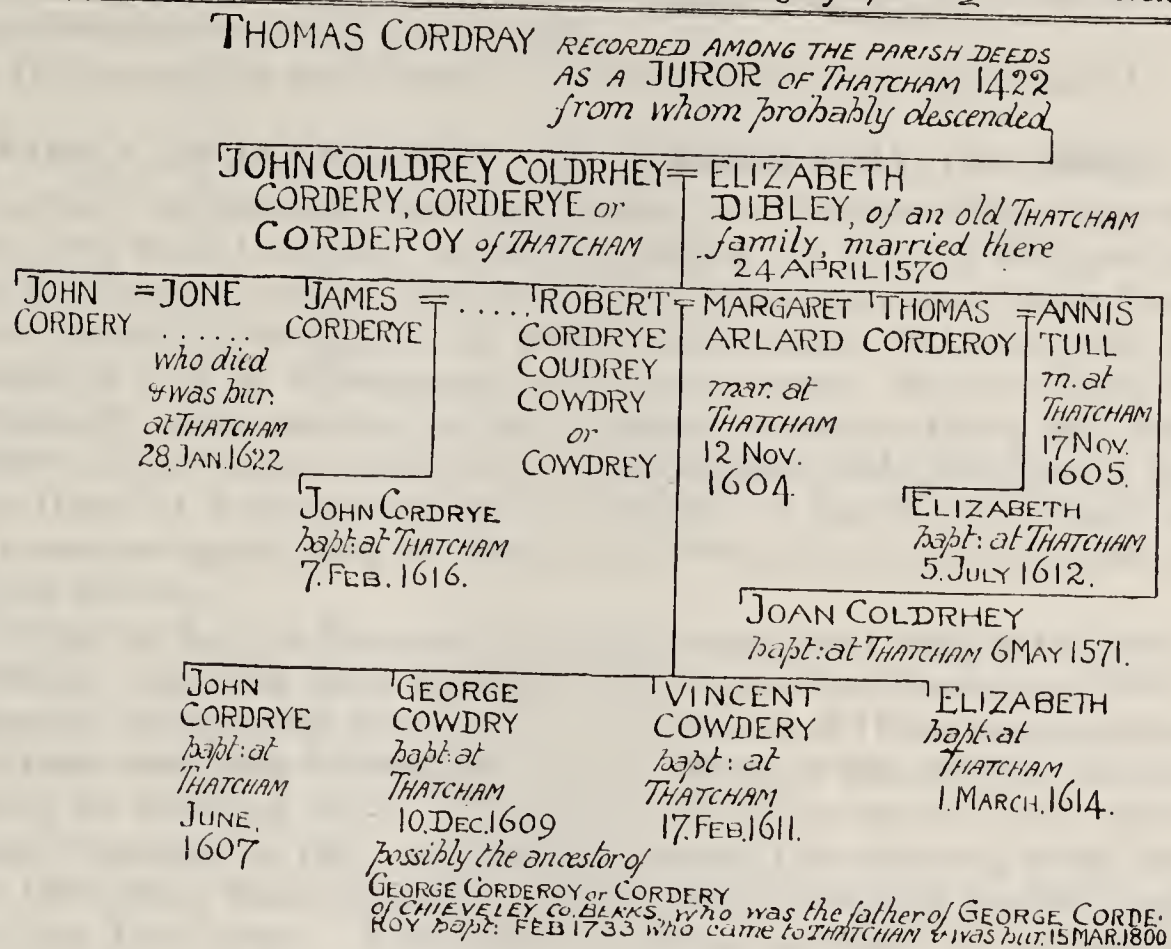 THOMAS CORDRAY RECORDED AMONG THE PARISH DEEDS
AS A JUROR OF THATCHAM 1422
from whom probably descended
JOHN COULDREY COLDRHEY = ELIZABETH
CORDERY, CORDERYE or DIBLEY, of an old THATCHAM
CORDEROY of THATCHAM family, married there
24 APRIL 1570
JOHN = JONE
CORDERY ......
who died
& was bur:
at THATCHAM
28. JAN. 1622
JAMES = .....
CORDERYE
ROBERT =
CORDRYE
COUDREY
COWDRY
or
COWDREY
MARGARET
ARLARD
mar. at
THATCHAM
12 Nov.
1604.
THOMAS =
CORDEROY
ANNIS
TULL
m. at
THATCHAM
17 Nov.
1605.
JOHN CORDRYE
bapt: at THATCHAM
7. FEB. 1616.
ELIZABETH
bapt: at THATCHAM
5. JULY 1612.
JOAN COLDRHEY
bapt: at THATCHAM 6 MAY 1571.
JOHN
CORDRYE
bapt: at
THATCHAM
JUNE.
1607
GEORGE
COWDRY
bapt: at
THATCHAM
10. DEC. 1609
possibly the ancestor of
GEORGE CORDEROY or CORDERY
of CHIEVELEY Co. BERKS, who was the father of GEORGE CORDE-
ROY bapt: FEB 1733 who came to THATCHAM & was bur. 15 MAR. 1800
VINCENT
COWDERY
bapt: at
THATCHAM
17. FEB. 1611.
ELIZABETH
bapt: at
THATCHAM
1. MARCH. 1614.